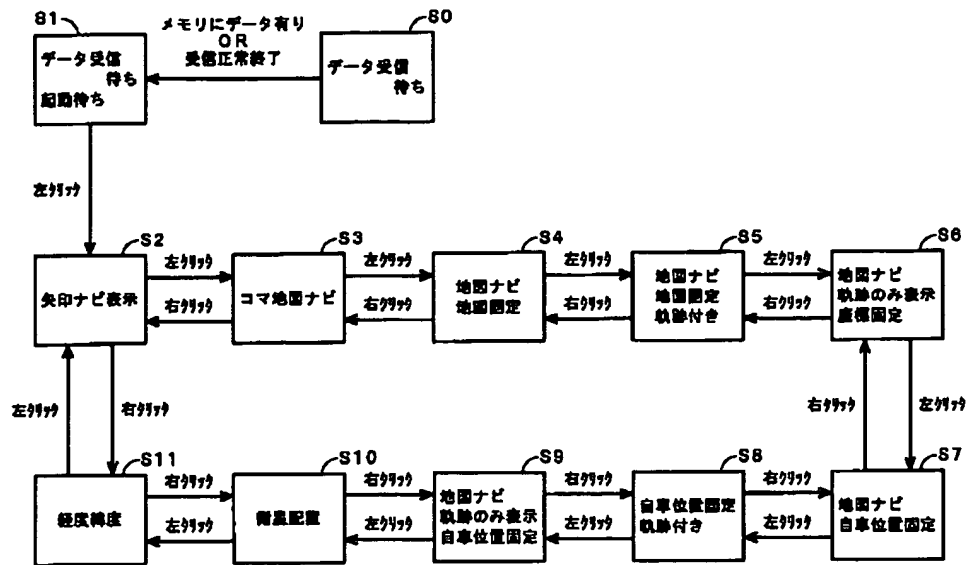 S1
データ受信
待ち
起動待ち
メモリにデータ有り
OR
受信正常終了
S0
データ受信
待ち
左クリック
S2
矢印ナビ表示
左クリック
右クリック
S3
コマ地図ナビ
左クリック
右クリック
S4
地図ナビ
地図固定
左クリック
右クリック
S5
地図ナビ
地図固定
軌跡付き
左クリック
右クリック
S6
地図ナビ
軌跡のみ表示
座標固定
左クリック
右クリック
右クリック
左クリック
S11
経度緯度
右クリック
左クリック
S10
衛星配置
右クリック
左クリック
S9
地図ナビ
軌跡のみ表示
自車位置固定
右クリック
左クリック
S8
自車位置固定
軌跡付き
右クリック
左クリック
S7
地図ナビ
自車位置固定